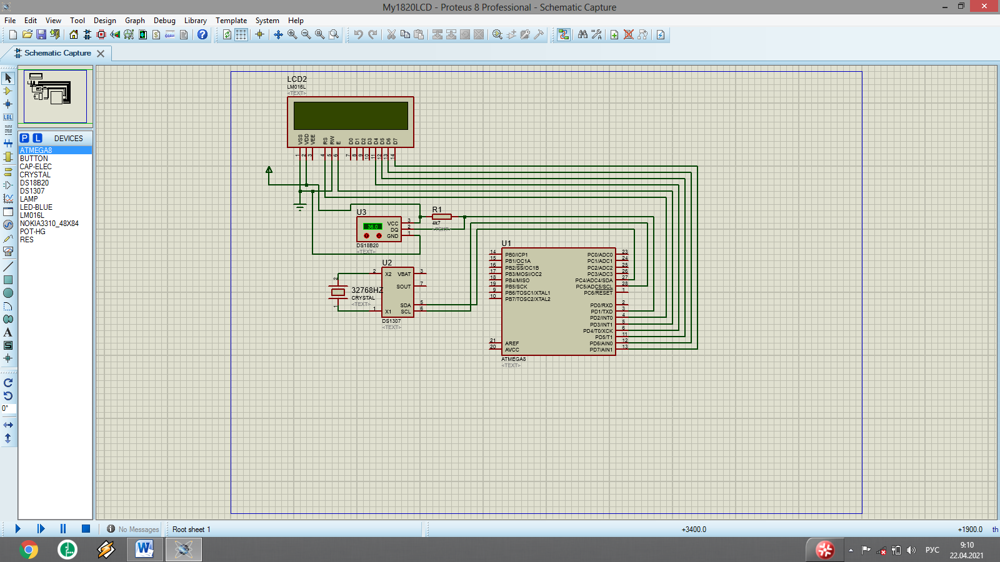 My1820LCD - Proteus 8 Professional - Schematic Capture
File Edit View Tool Design Graph Debug Library Template System Help
Schematic Capture
P L DEVICES
ATMEGA8
BUTTON
CAP-ELEC
CRYSTAL
DS18B20
DS1307
LAMP
LED-BLUE
LM016L
NOKIA3310_48X84
POT-HG
RES
LBL
A
S
0°
LCD2
LM016L
<TEXT>
VSS VDD VEE RS RW E D0 D1 D2 D3 D4 D5 D6 D7
1 2 3 4 5 6 7 8 9 10 11 12 13 14
U3
36.0
VCC 3
DQ 2
GND 1
DS18B20
<TEXT>
R1
4k7
<TEXT>
U2
2 X2 VBAT 3
SOUT 7
SDA 5
1 X1 SCL 6
DS1307
<TEXT>
2
32768HZ
CRYSTAL
<TEXT>
1
U1
14 PB0/ICP1 PC0/ADC0 23
15 PB1/OC1A PC1/ADC1 24
16 PB2/SS/OC1B PC2/ADC2 25
17 PB3/MOSI/OC2 PC3/ADC3 26
18 PB4/MISO PC4/ADC4/SDA 27
19 PB5/SCK PC5/ADC5/SCL 28
9 PB6/TOSC1/XTAL1 PC6/RESET 1
10 PB7/TOSC2/XTAL2
PD0/RXD 2
PD1/TXD 3
PD2/INT0 4
PD3/INT1 5
PD4/T0/XCK 6
PD5/T1 11
21 AREF PD6/AIN0 12
20 AVCC PD7/AIN1 13
ATMEGA8
<TEXT>
No Messages Root sheet 1 +3400.0 +1900.0 th
РУС
9:10
22.04.2021